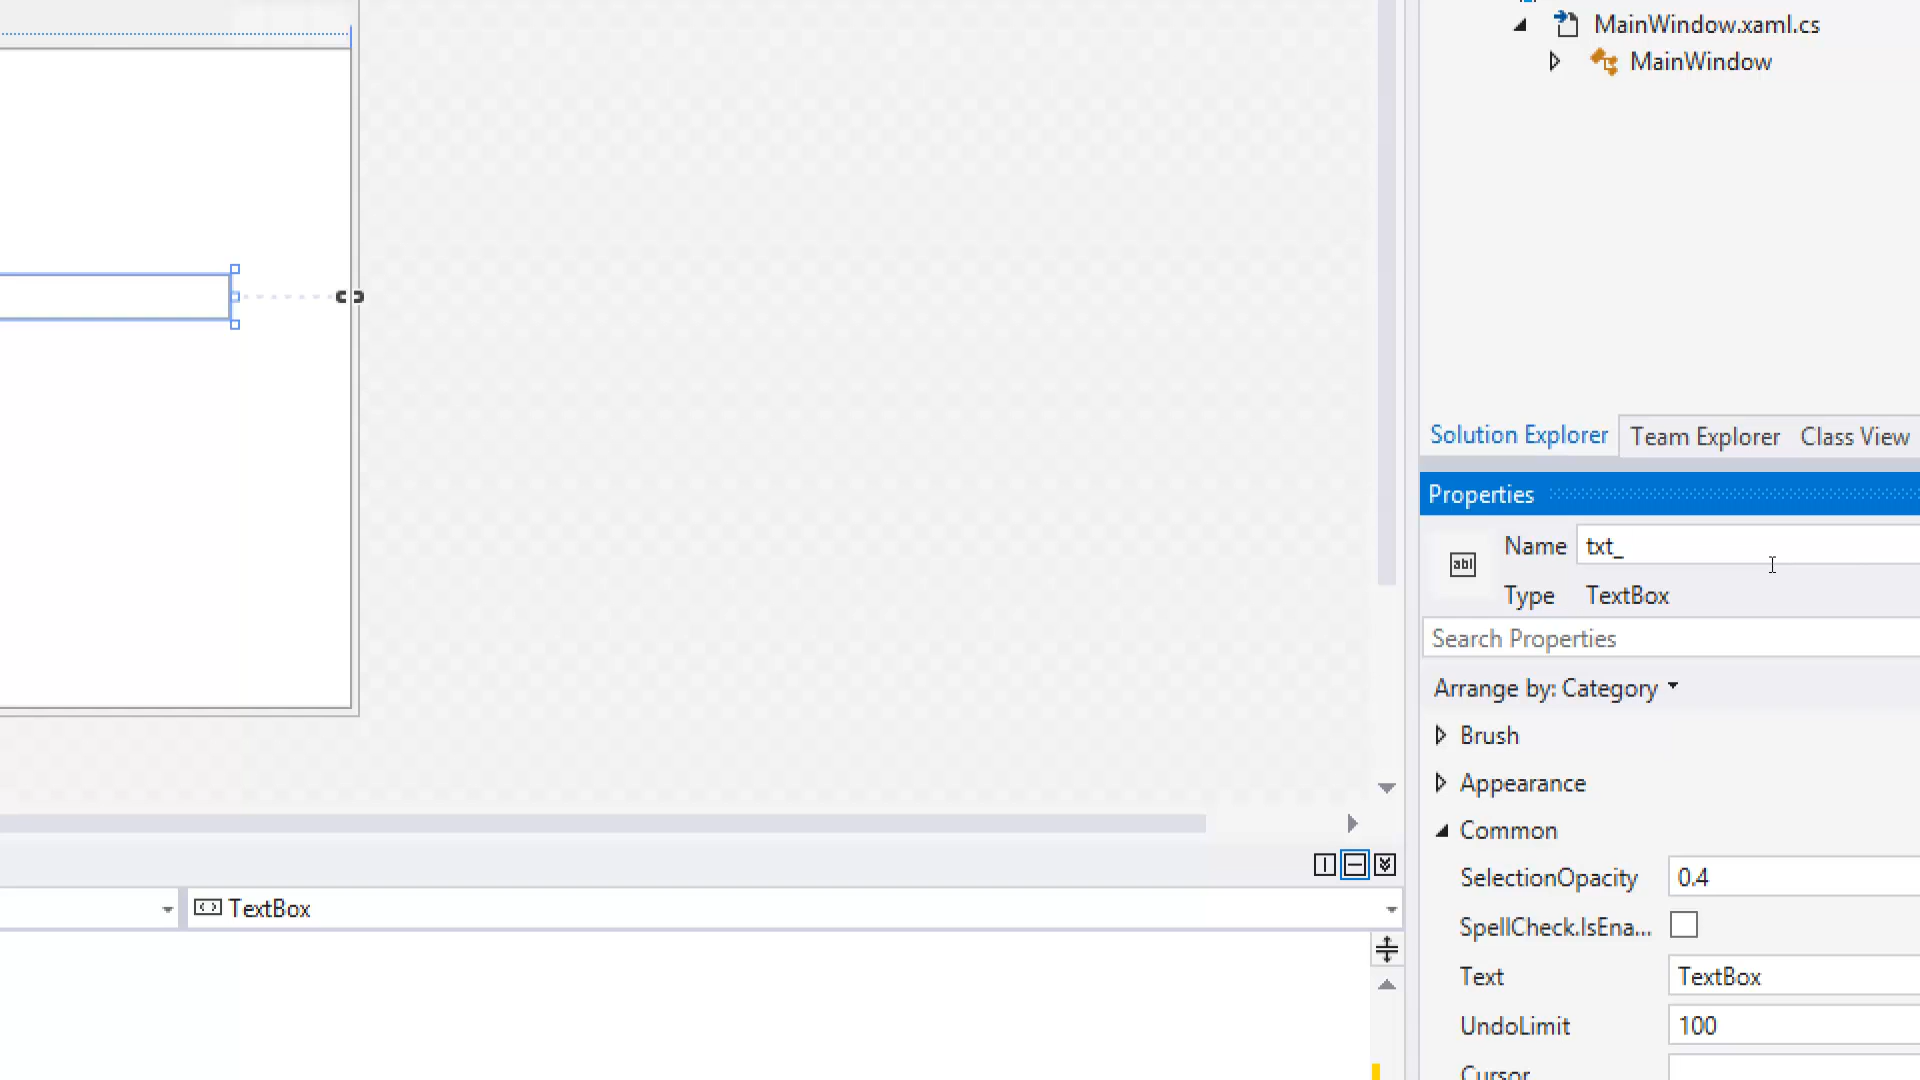 MainWindow.xaml.cs
MainWindow
Solution Explorer Team Explorer Class View
Properties
Name txt_
abl
Type TextBox
Search Properties
Arrange by: Category
Brush
Appearance
Common
SelectionOpacity 0.4
TextBox
SpellCheck.IsEna...
Text TextBox
UndoLimit 100
Cursor